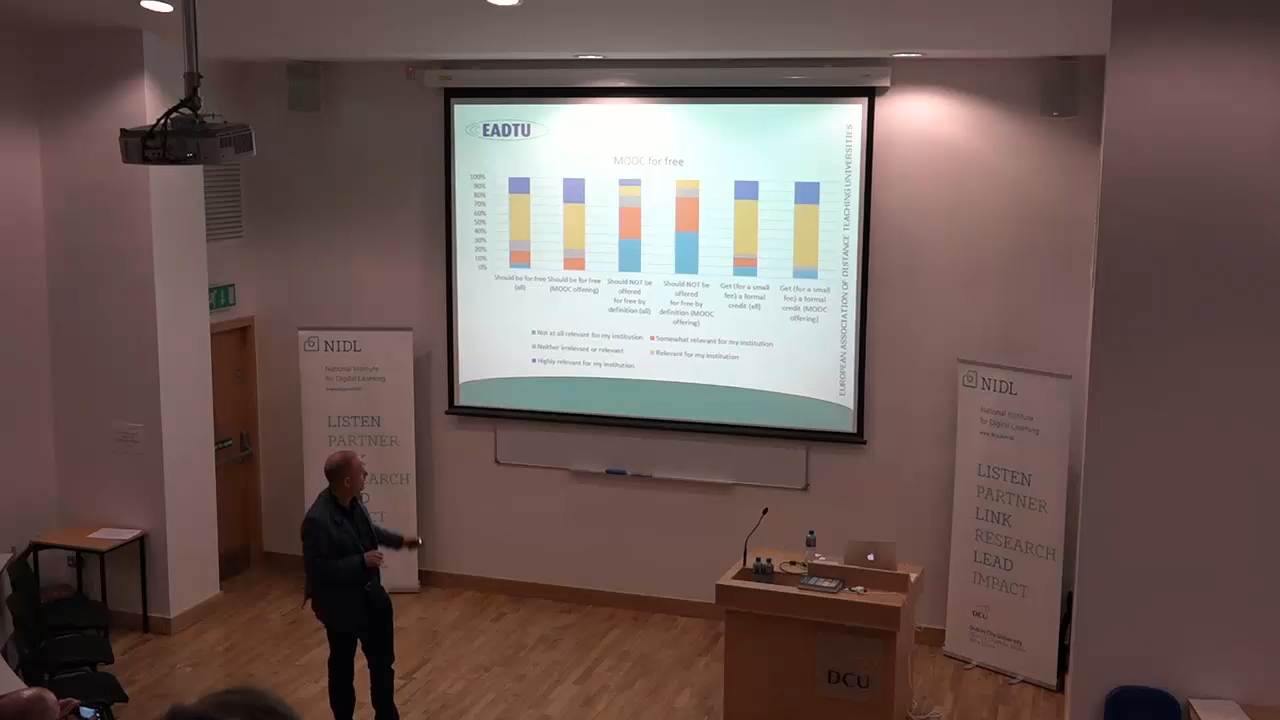 EADTU
EUROPEAN ASSOCIATION OF DISTANCE TEACHING UNIVERSITIES
MOOC for free
100%
90%
80%
70%
60%
50%
40%
30%
20%
10%
0%
Should be for free (all)
Should be for free (MOOC offering)
Should NOT be offered for free by definition (all)
Should NOT be offered for free by definition (MOOC offering)
Get (for a small fee) a formal credit (all)
Get (for a small fee) a formal credit (MOOC offering)
Not at all relevant for my institution
Somewhat relevant for my institution
Neither irrelevant or relevant
Relevant for my institution
Highly relevant for my institution
NIDL
National Institute
for Digital Learning
LISTEN
PARTNER
NIDL
National Institute
for Digital Learning
LISTEN
PARTNER
LINK
RESEARCH
LEAD
IMPACT
DCU
Dublin City University
DCU